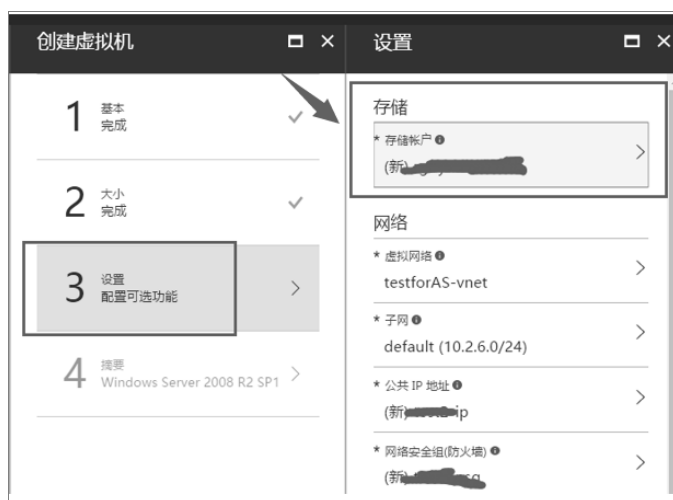 创建虚拟机
1 基本
完成
2 大小
完成
3 设置
配置可选功能
4 摘要
Windows Server 2008 R2 SP1
设置
存储
* 存储帐户
(新)
网络
* 虚拟网络
testforAS-vnet
* 子网
default (10.2.6.0/24)
* 公共 IP 地址
(新) ip
* 网络安全组(防火墙)
(新)